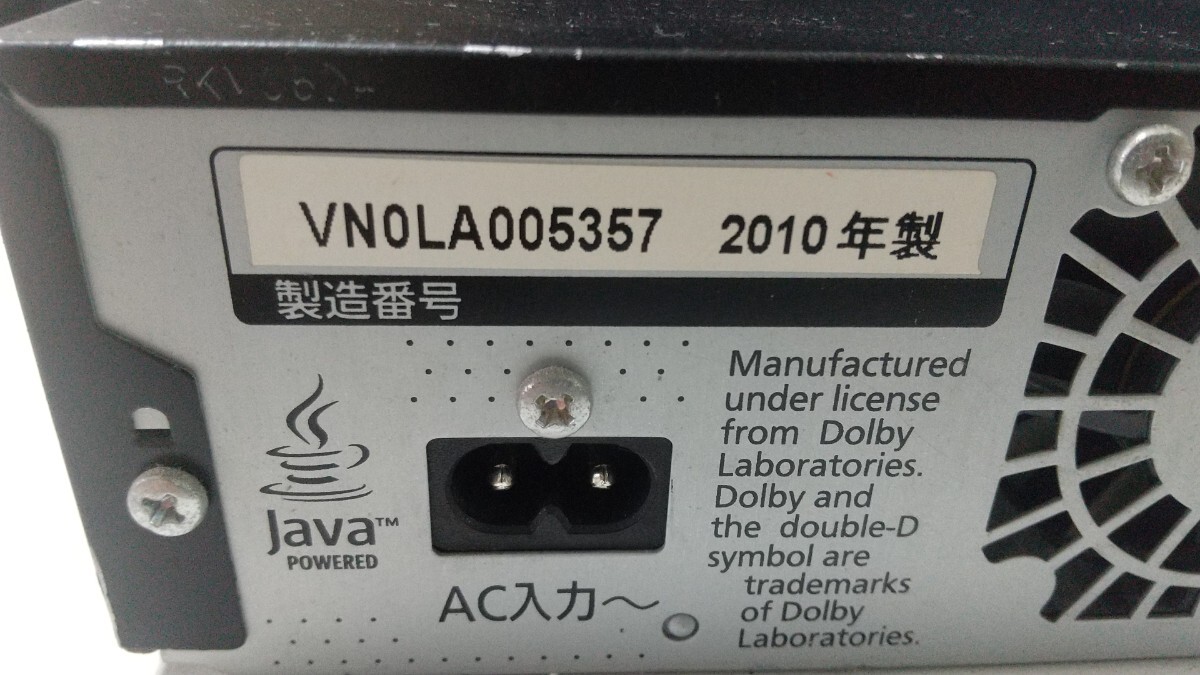 VN0LA005357 2010年製
製造番号
Java™
POWERED
AC入力～
Manufactured
under license
from Dolby
Laboratories.
Dolby and
the double-D
symbol are
trademarks
of Dolby
Laboratories.